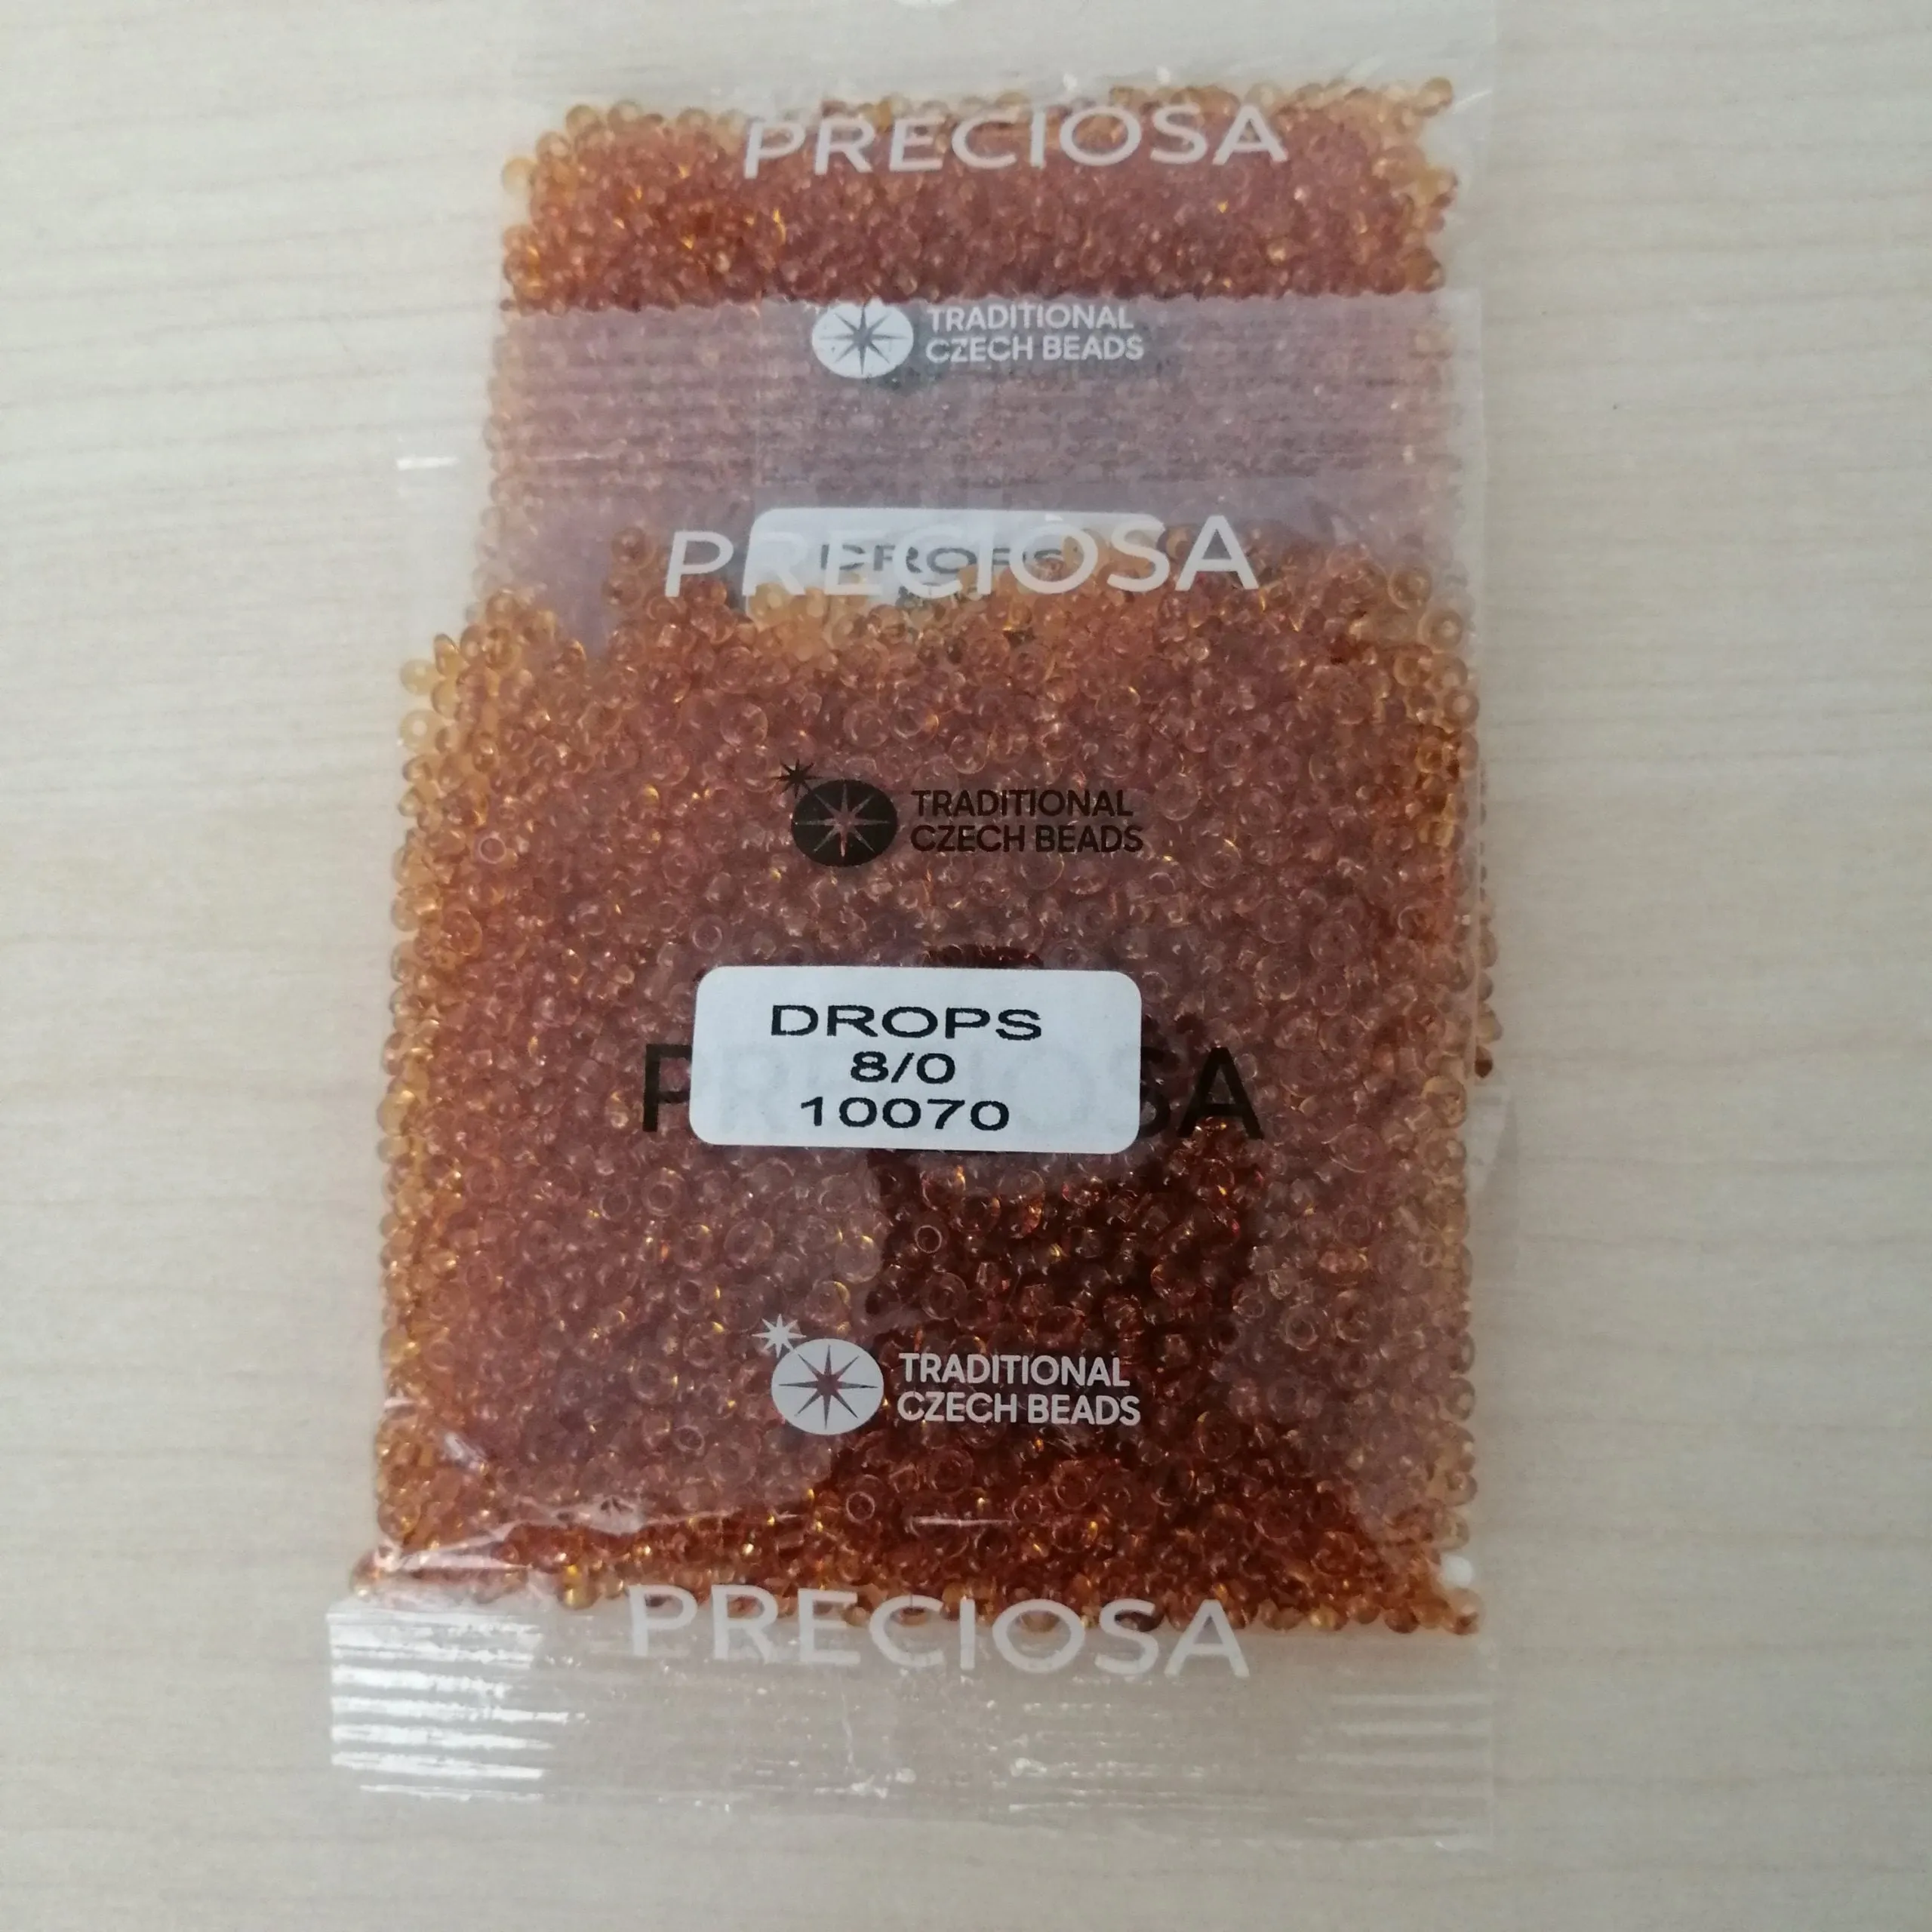 PRECIOSA
TRADITIONAL
CZECH BEADS
DROPS
PRECIOSA
TRADITIONAL
CZECH BEADS
DROPS
8/0
10070
PRECIOSA
TRADITIONAL
CZECH BEADS
PRECIOSA